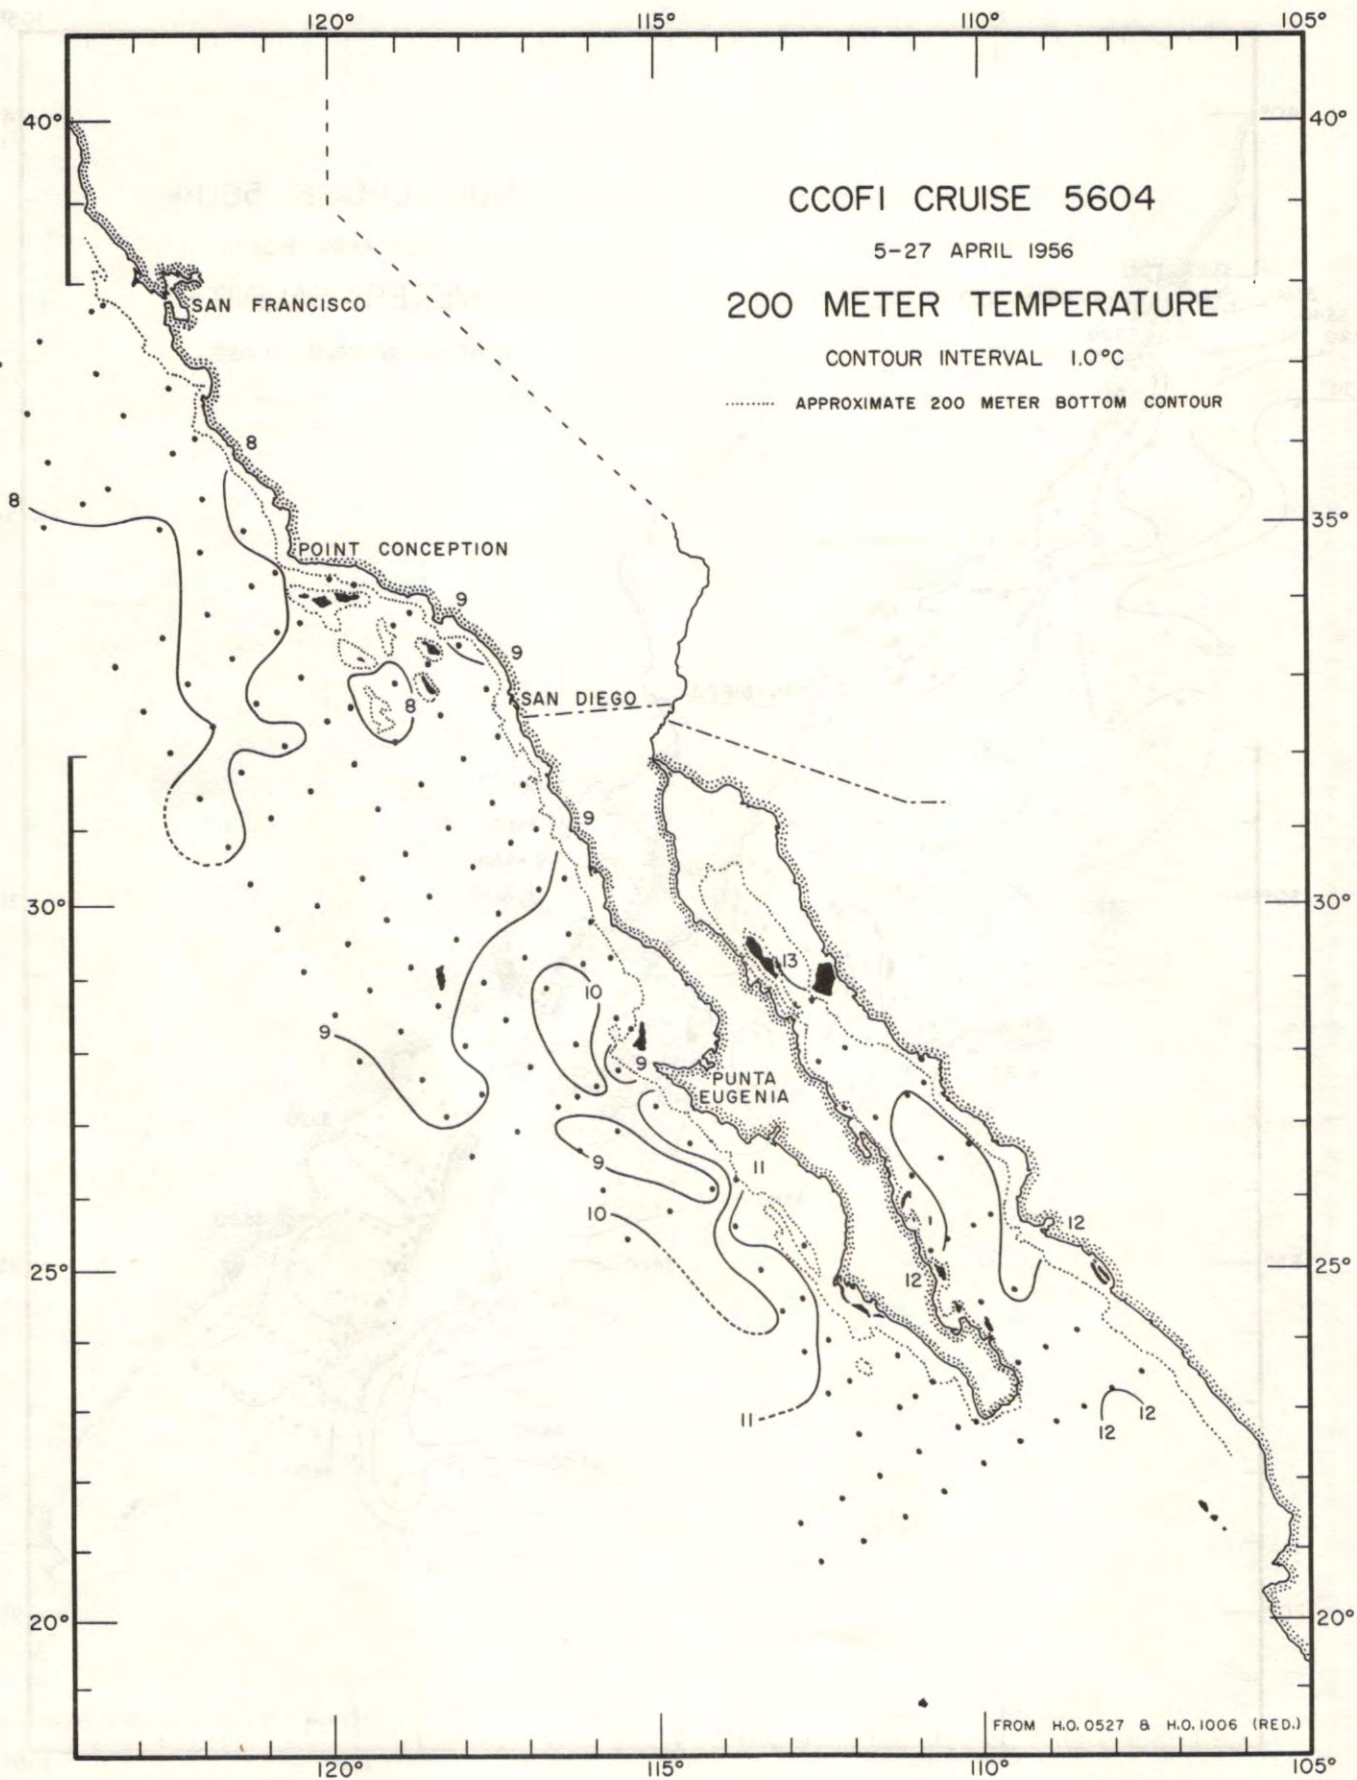 120° 115° 110° 105°
40° 40°
CCOFI CRUISE 5604
5-27 APRIL 1956
200 METER TEMPERATURE
CONTOUR INTERVAL 1.0°C
APPROXIMATE 200 METER BOTTOM CONTOUR
SAN FRANCISCO
8
8
35°
POINT CONCEPTION
9
9
SAN DIEGO
8
9
30° 30°
13
10
9
9
PUNTA
EUGENIA
11
9
10
12
25° 25°
12
11
12
12
20° 20°
FROM H.O. 0527 & H.O. 1006 (RED.)
120° 115° 110° 105°